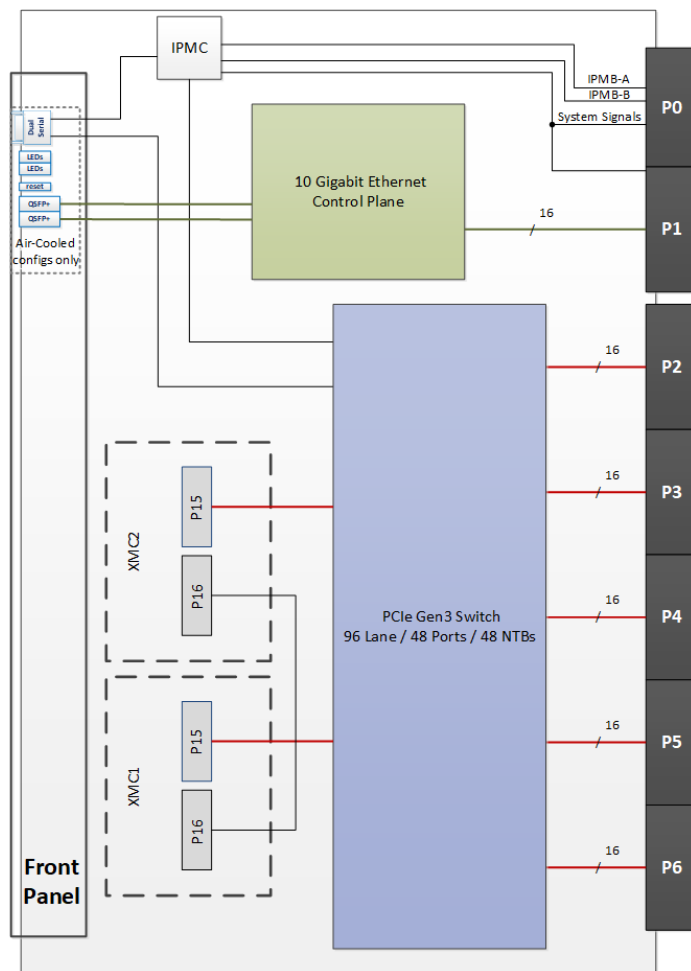 IPMC
IPMB-A
IPMB-B
System Signals
P0
Dual
Serial
LEDs
LEDs
reset
QSFP+
QSFP+
Air-Cooled
configs only
10 Gigabit Ethernet
Control Plane
16
P1
16
P2
16
P3
P15
XMC2
P16
PCIe Gen3 Switch
96 Lane / 48 Ports / 48 NTBs
16
P4
16
P5
P15
XMC1
P16
16
P6
Front
Panel